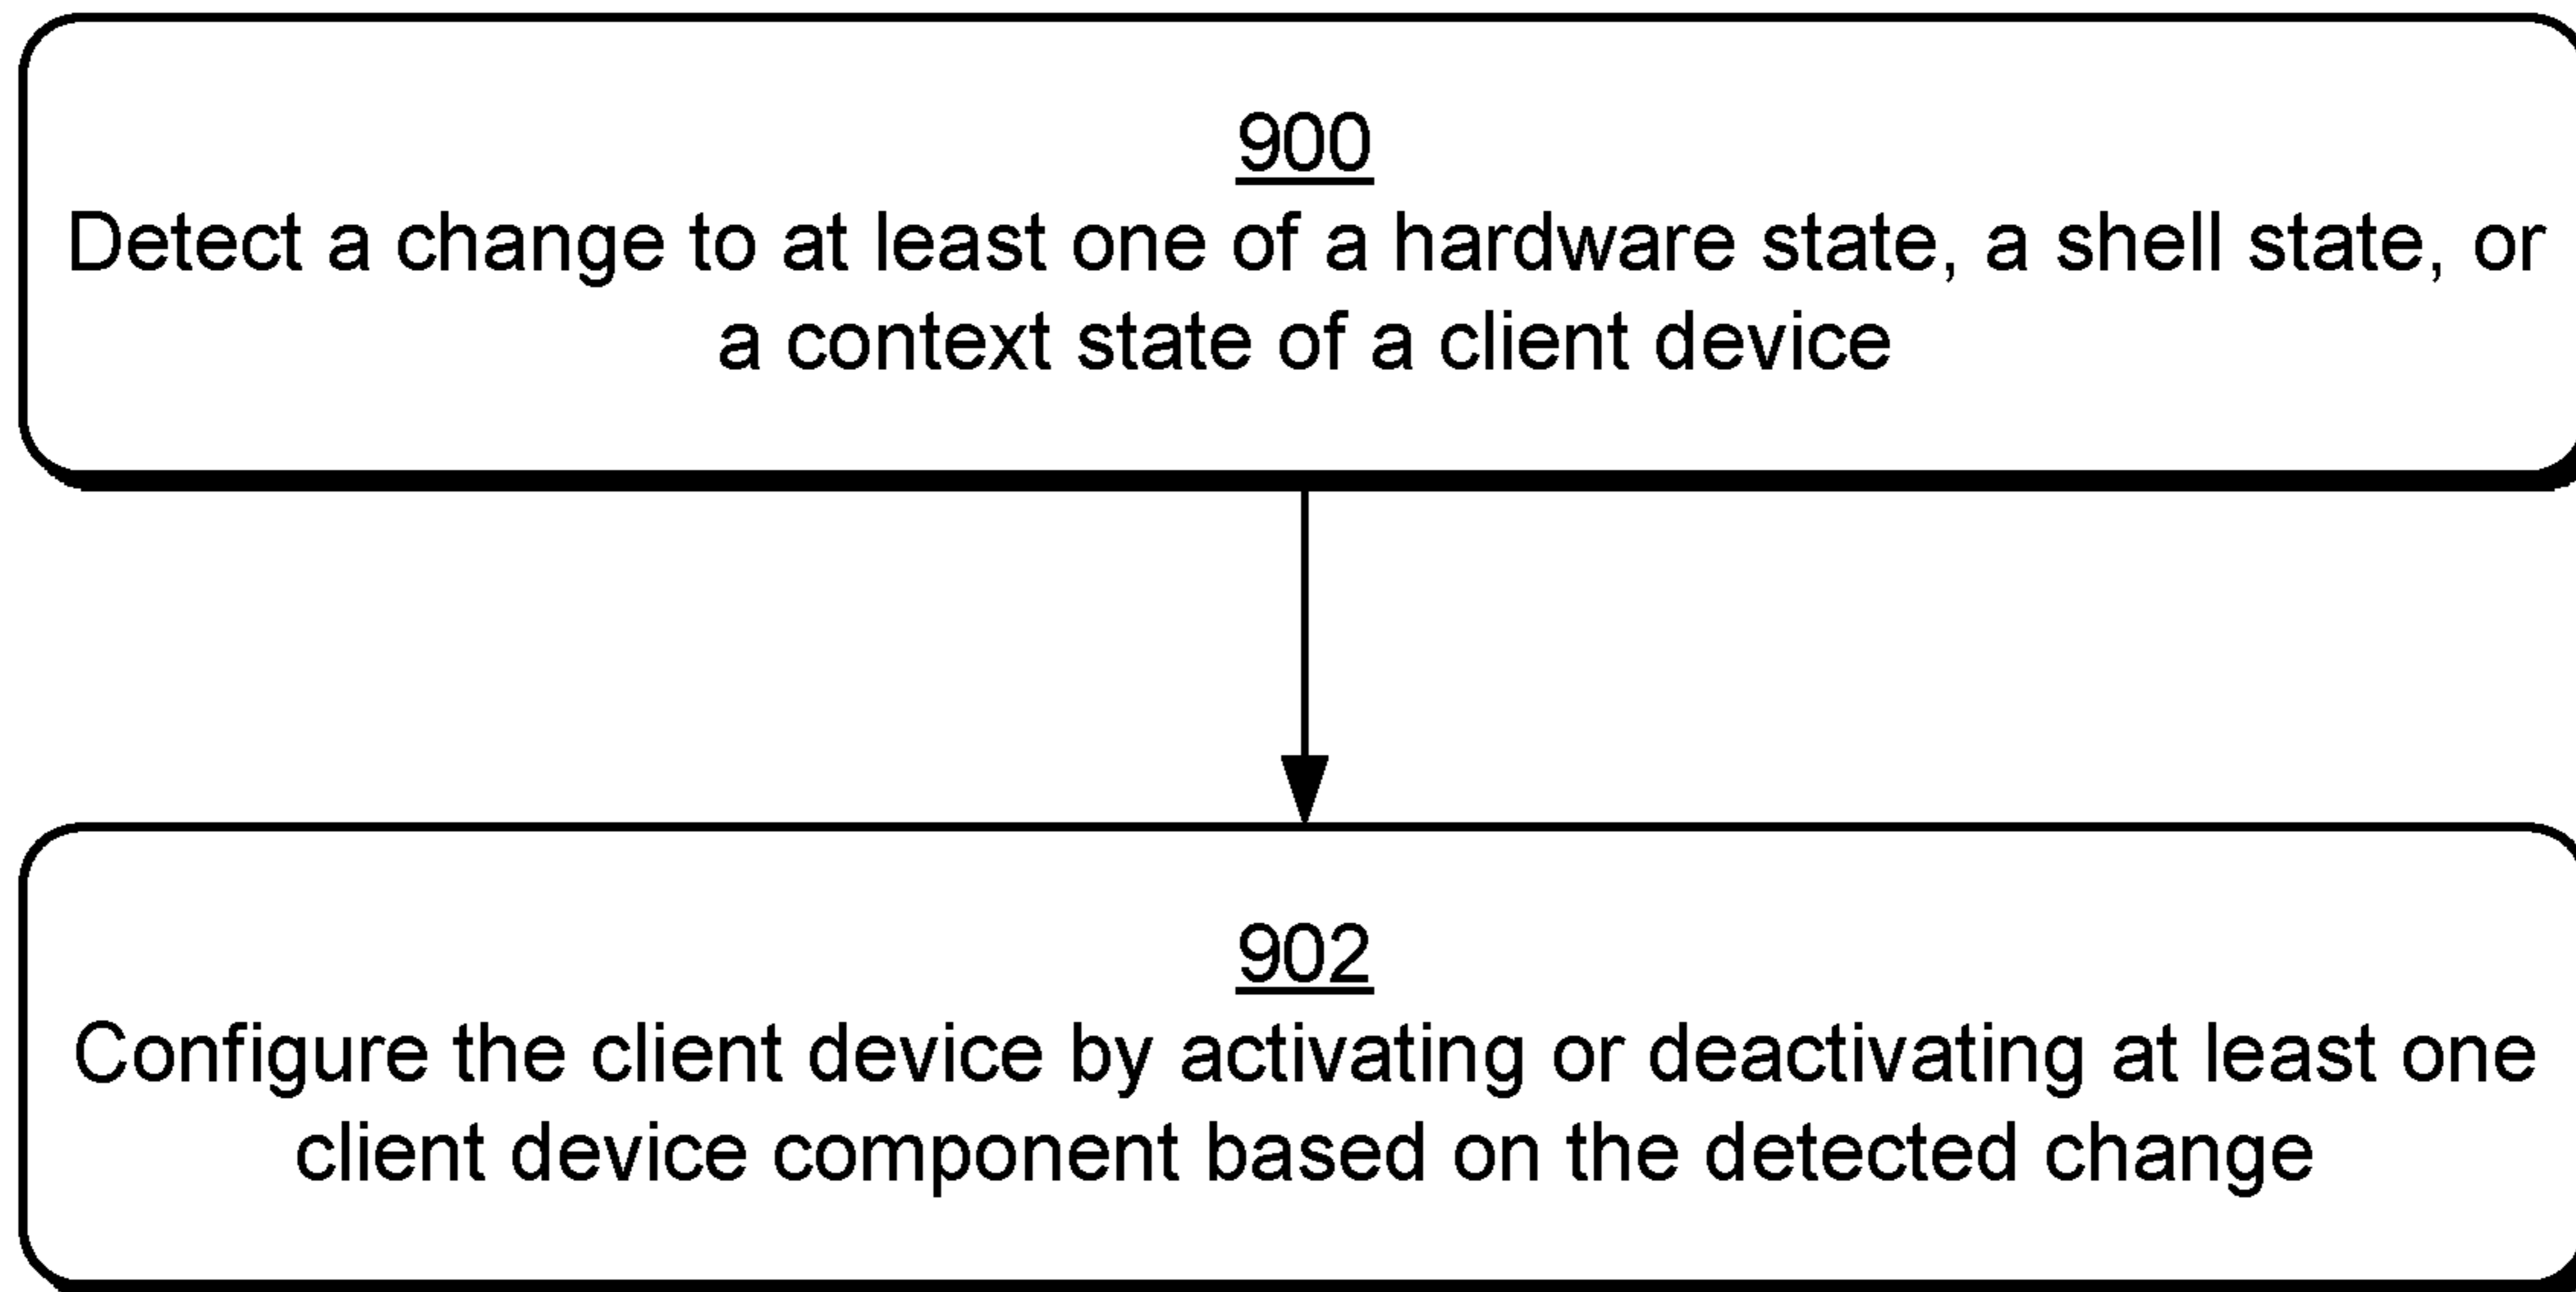 900
Detect a change to at least one of a hardware state, a shell state, or
a context state of a client device
902
Configure the client device by activating or deactivating at least one
client device component based on the detected change